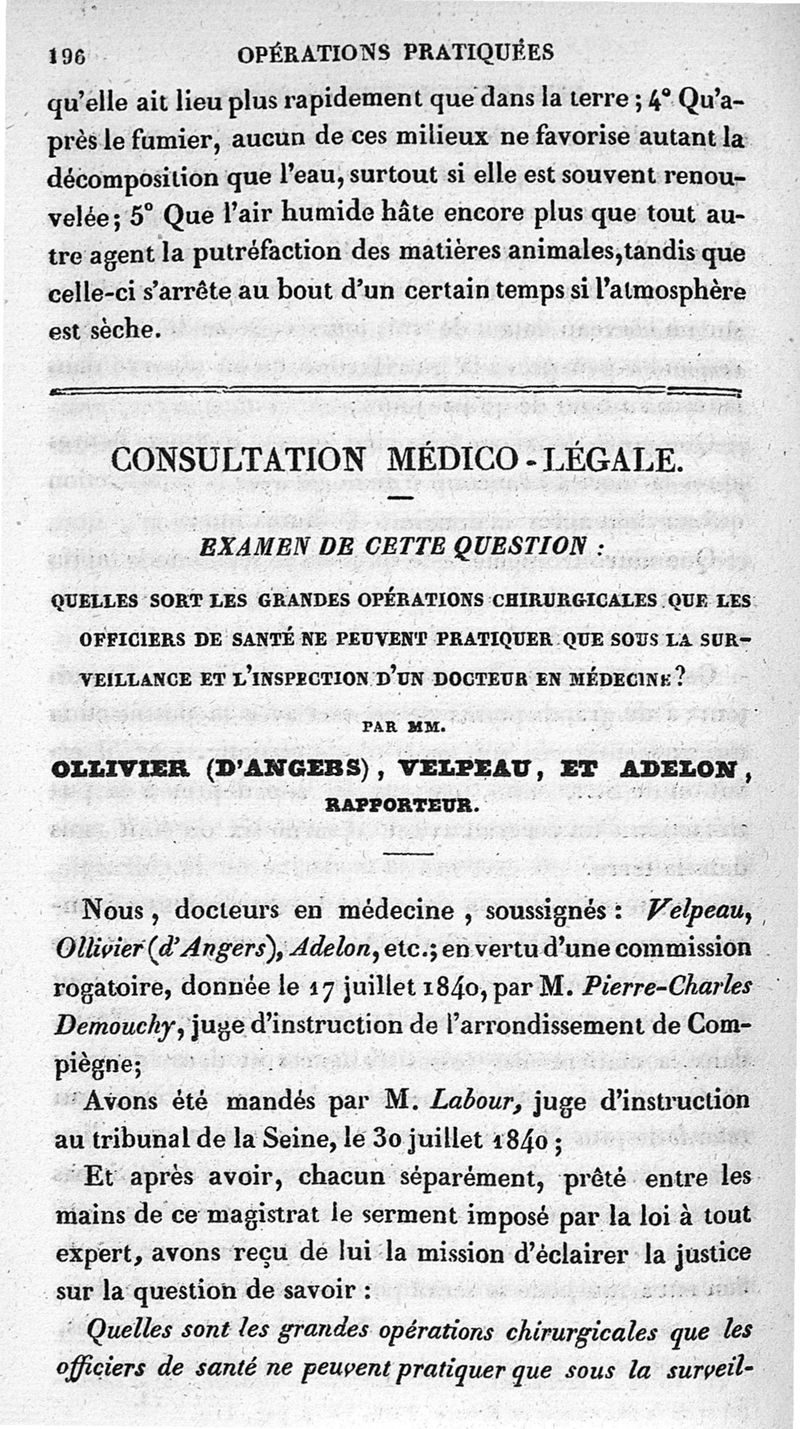 196 OPÉRATIONS PRATIQUÉES
qu'elle ait lieu plus rapidement que dans la terre ; 4° Qu'a-
près le fumier, aucun de ces milieux ne favorise autant la
décomposition que l'eau, surtout si elle est souvent renou-
velée ; 5° Que l'air humide hâte encore plus que tout au-
tre agent la putréfaction des matières animales, tandis que
celle-ci s'arrête au bout d'un certain temps si l'atmosphère
est sèche.
CONSULTATION MÉDICO-LÉGALE.
EXAMEN DE CETTE QUESTION :
QUELLES SORT LES GRANDES OPÉRATIONS CHIRURGICALES QUE LES
OFFICIERS DE SANTÉ NE PEUVENT PRATIQUER QUE SOUS LA SUR-
VEILLANCE ET L'INSPECTION D'UN DOCTEUR EN MÉDECINE ?
PAR MM.
OLLIVIER (D'ANGERS), VELPEAU, ET ADELON,
RAPPORTEUR.
Nous, docteurs en médecine, soussignés : Velpeau,
Ollivier (d'Angers), Adelon, etc.; en vertu d'une commission
rogatoire, donnée le 17 juillet 1840, par M. Pierre-Charles
Demouchy, juge d'instruction de l'arrondissement de Com-
piègne;
Avons été mandés par M. Labour, juge d'instruction
au tribunal de la Seine, le 30 juillet 1840 ;
Et après avoir, chacun séparément, prêté entre les
mains de ce magistrat le serment imposé par la loi à tout
expert, avons reçu de lui la mission d'éclairer la justice
sur la question de savoir :
Quelles sont les grandes opérations chirurgicales que les
officiers de santé ne peuvent pratiquer que sous la surveil-